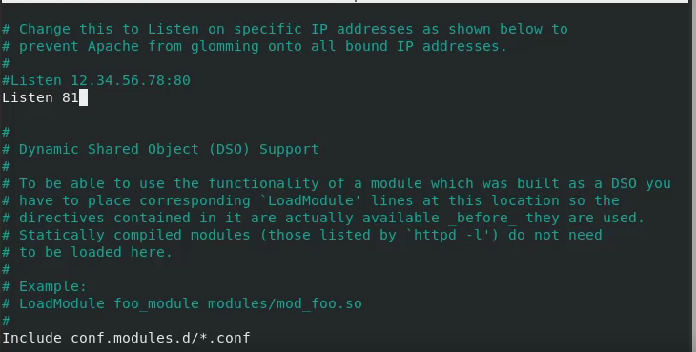 # Change this to Listen on specific IP addresses as shown below to
# prevent Apache from glomming onto all bound IP addresses.
#
#Listen 12.34.56.78:80
Listen 81
#
# Dynamic Shared Object (DSO) Support
#
# To be able to use the functionality of a module which was built as a DSO you
# have to place corresponding `LoadModule' lines at this location so the
# directives contained in it are actually available _before_ they are used.
# Statically compiled modules (those listed by `httpd -l') do not need
# to be loaded here.
#
# Example:
# LoadModule foo_module modules/mod_foo.so
#
Include conf.modules.d/*.conf